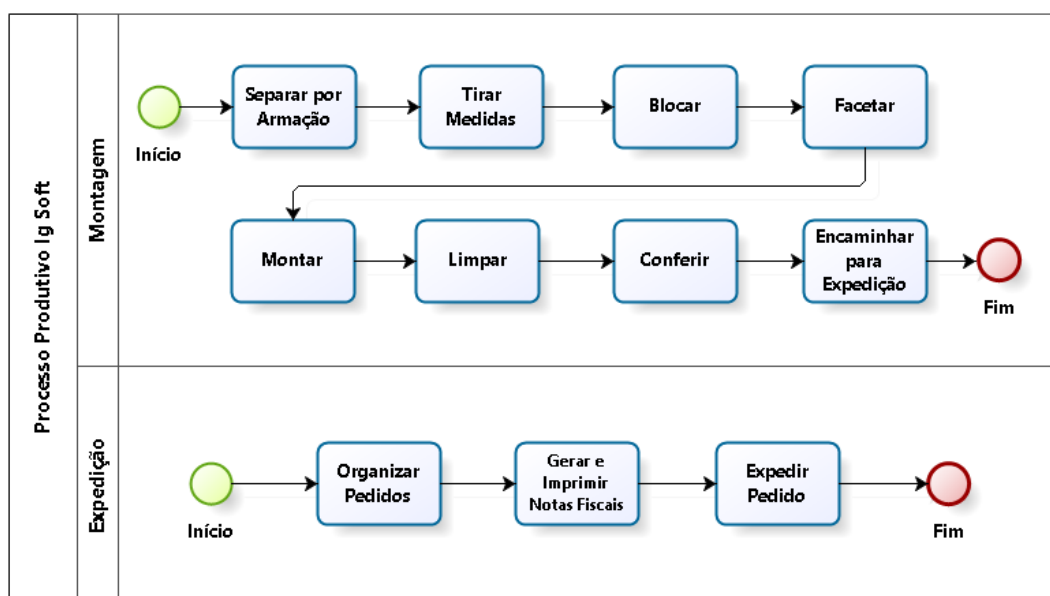 Processo Produtivo Ig Soft
Montagem
Separar por
Armação
Tirar
Medidas
Blocar
Facetar
Início
Montar
Limpar
Conferir
Encaminhar
para
Expedição
Fim
Expedição
Organizar
Pedidos
Gerar e
Imprimir
Notas Fiscais
Expedir
Pedido
Início
Fim